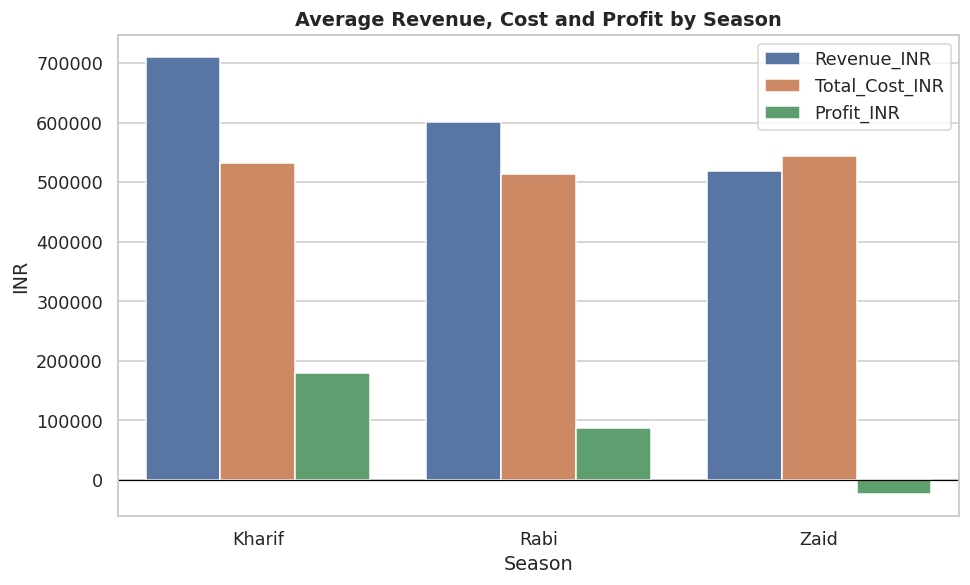 Average Revenue, Cost and Profit by Season
Revenue_INR
Total_Cost_INR
Profit_INR
700000
600000
500000
400000
300000
200000
100000
0
INR
Kharif
Rabi
Zaid
Season